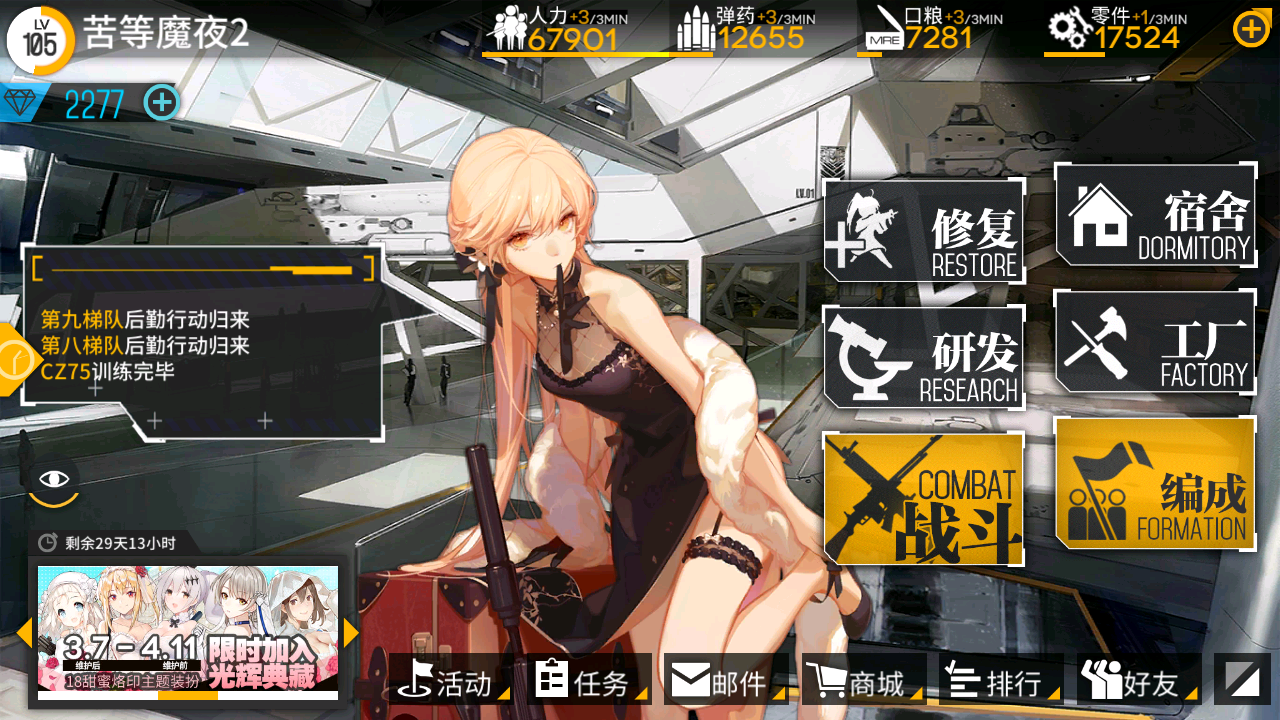 LV
105
苦等魔夜2
人力+3/3MIN
67901
弹药+3/3MIN
12655
MRE
口粮+3/3MIN
7281
零件+1/3MIN
17524
2277
LV.01
第九梯队后勤行动归来
第八梯队后勤行动归来
CZ75训练完毕
修复
RESTORE
宿舍
DORMITORY
研发
RESEARCH
工厂
FACTORY
COMBAT
战斗
编成
FORMATION
剩余29天13小时
3.7 - 4.11
维护后 维护前
18甜蜜烙印主题装扮
限时加入
光辉典藏
活动
任务
邮件
商城
排行
好友